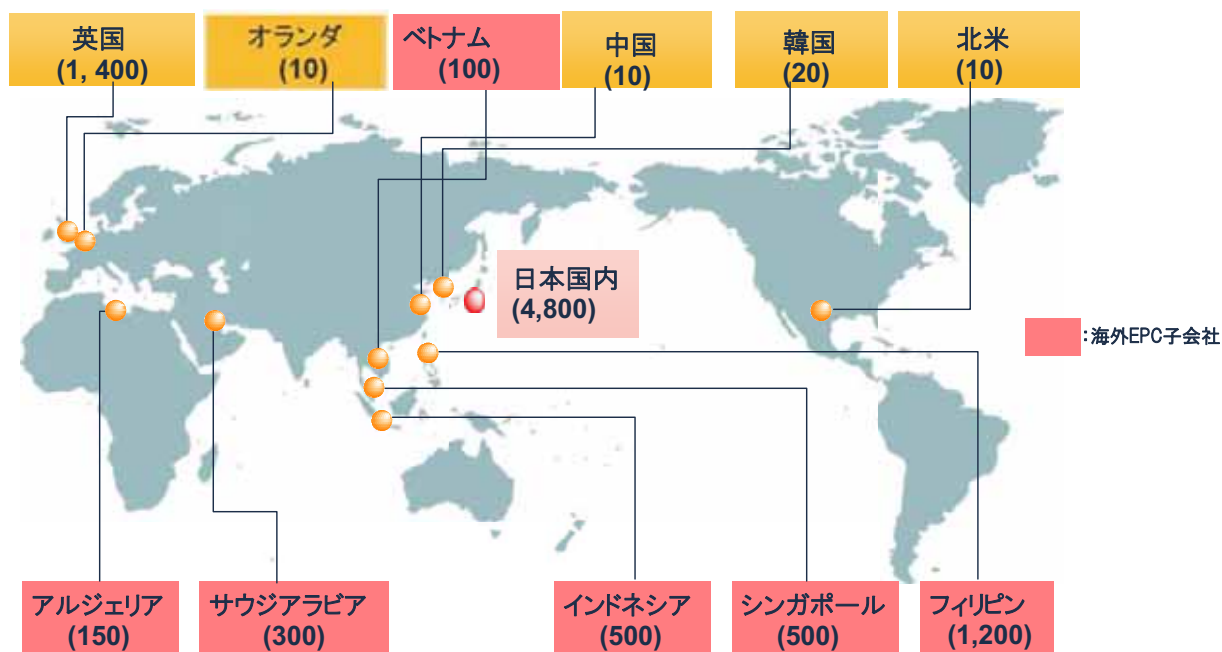 英国
(1, 400)
オランダ
(10)
ベトナム
(100)
中国
(10)
韓国
(20)
北米
(10)
日本国内
(4,800)
:海外EPC子会社
アルジェリア
(150)
サウジアラビア
(300)
インドネシア
(500)
シンガポール
(500)
フィリピン
(1,200)